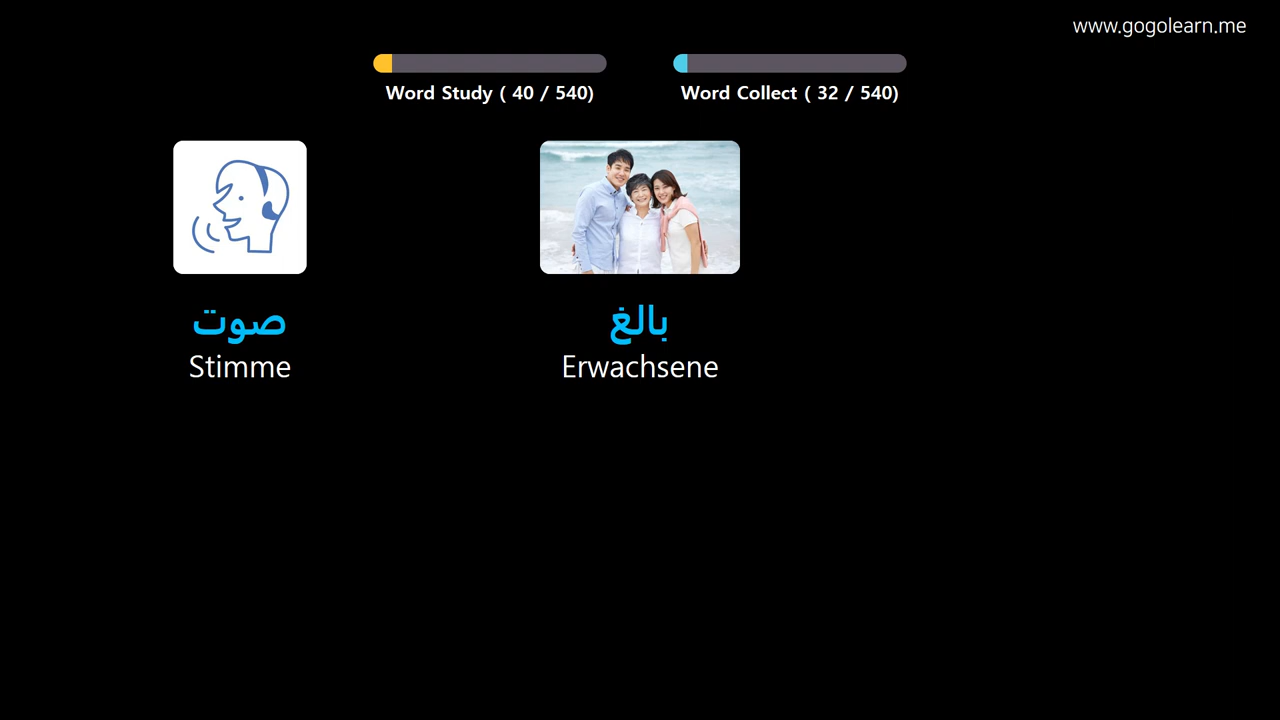 www.gogolearn.me
Word Study ( 40 / 540)
Word Collect ( 32 / 540)
صوت
Stimme
بالغ
Erwachsene